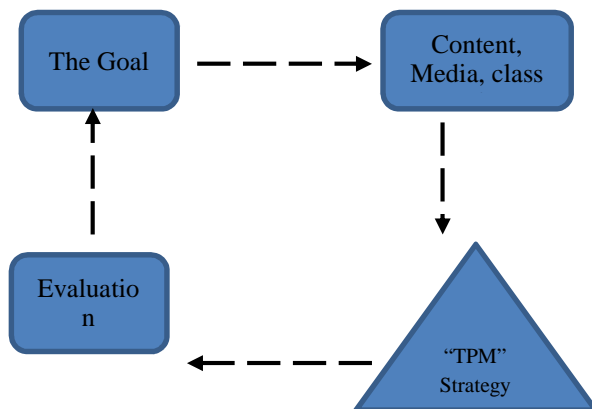 The Goal
Content,
Media, class
Evaluatio
n
“TPM”
Strategy